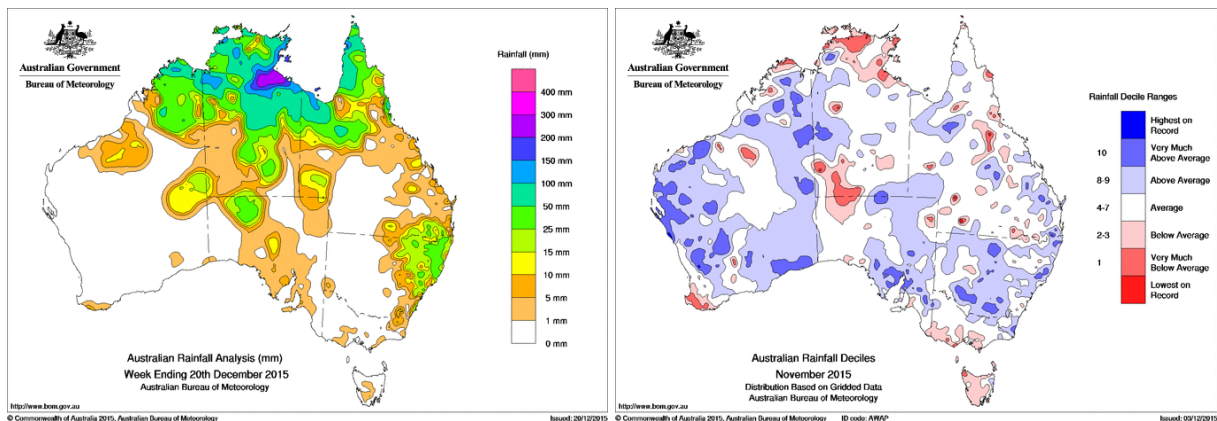 Australian Government
Bureau of Meteorology
Rainfall (mm)
400 mm
300 mm
200 mm
150 mm
100 mm
50 mm
25 mm
15 mm
10 mm
5 mm
1 mm
0 mm
Australian Rainfall Analysis (mm)
Week Ending 20th December 2015
Australian Bureau of Meteorology
http://www.bom.gov.au
© Commonwealth of Australia 2015, Australian Bureau of Meteorology
Issued: 20/12/2015
Australian Government
Bureau of Meteorology
Rainfall Decile Ranges
Highest on
Record
10 Very Much
Above Average
8-9 Above Average
4-7 Average
2-3 Below Average
1 Very Much
Below Average
Lowest on
Record
Australian Rainfall Deciles
November 2015
Distribution Based on Gridded Data
Australian Bureau of Meteorology
http://www.bom.gov.au
© Commonwealth of Australia 2015, Australian Bureau of Meteorology
ID code: AWAP
Issued: 03/12/2015